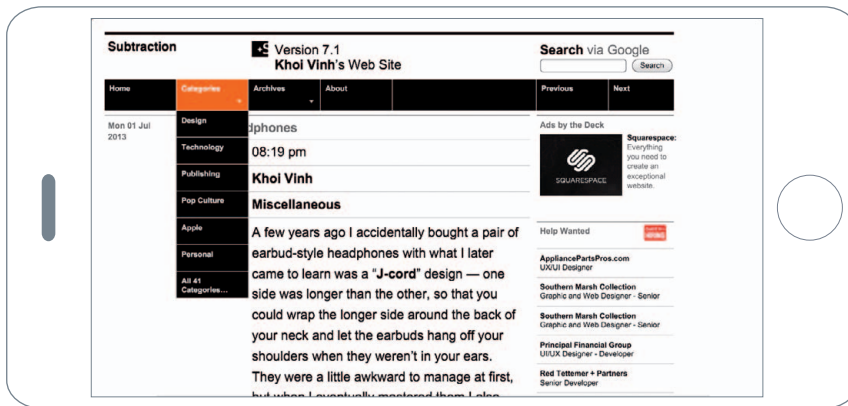 Subtraction
Version 7.1
Khoi Vinh's Web Site
Search via Google
Search
Home
Categories
Archives
About
Previous
Next
Design
Technology
Publishing
Pop Culture
Apple
Personal
All 41
Categories...
Mon 01 Jul
2013
dphones
08:19 pm
Khoi Vinh
Miscellaneous
A few years ago I accidentally bought a pair of
earbud-style headphones with what I later
came to learn was a “J-cord” design — one
side was longer than the other, so that you
could wrap the longer side around the back of
your neck and let the earbuds hang off your
shoulders when they weren’t in your ears.
They were a little awkward to manage at first,
but when I eventually mastered them I also
Ads by the Deck
SQUARESPACE
Squarespace:
Everything
you need to
create an
exceptional
website.
Help Wanted
AppliancePartsPros.com
UX/UI Designer
Southern Marsh Collection
Graphic and Web Designer - Senior
Southern Marsh Collection
Graphic and Web Designer - Senior
Principal Financial Group
UI/UX Designer - Developer
Red Tettemer + Partners
Senior Developer